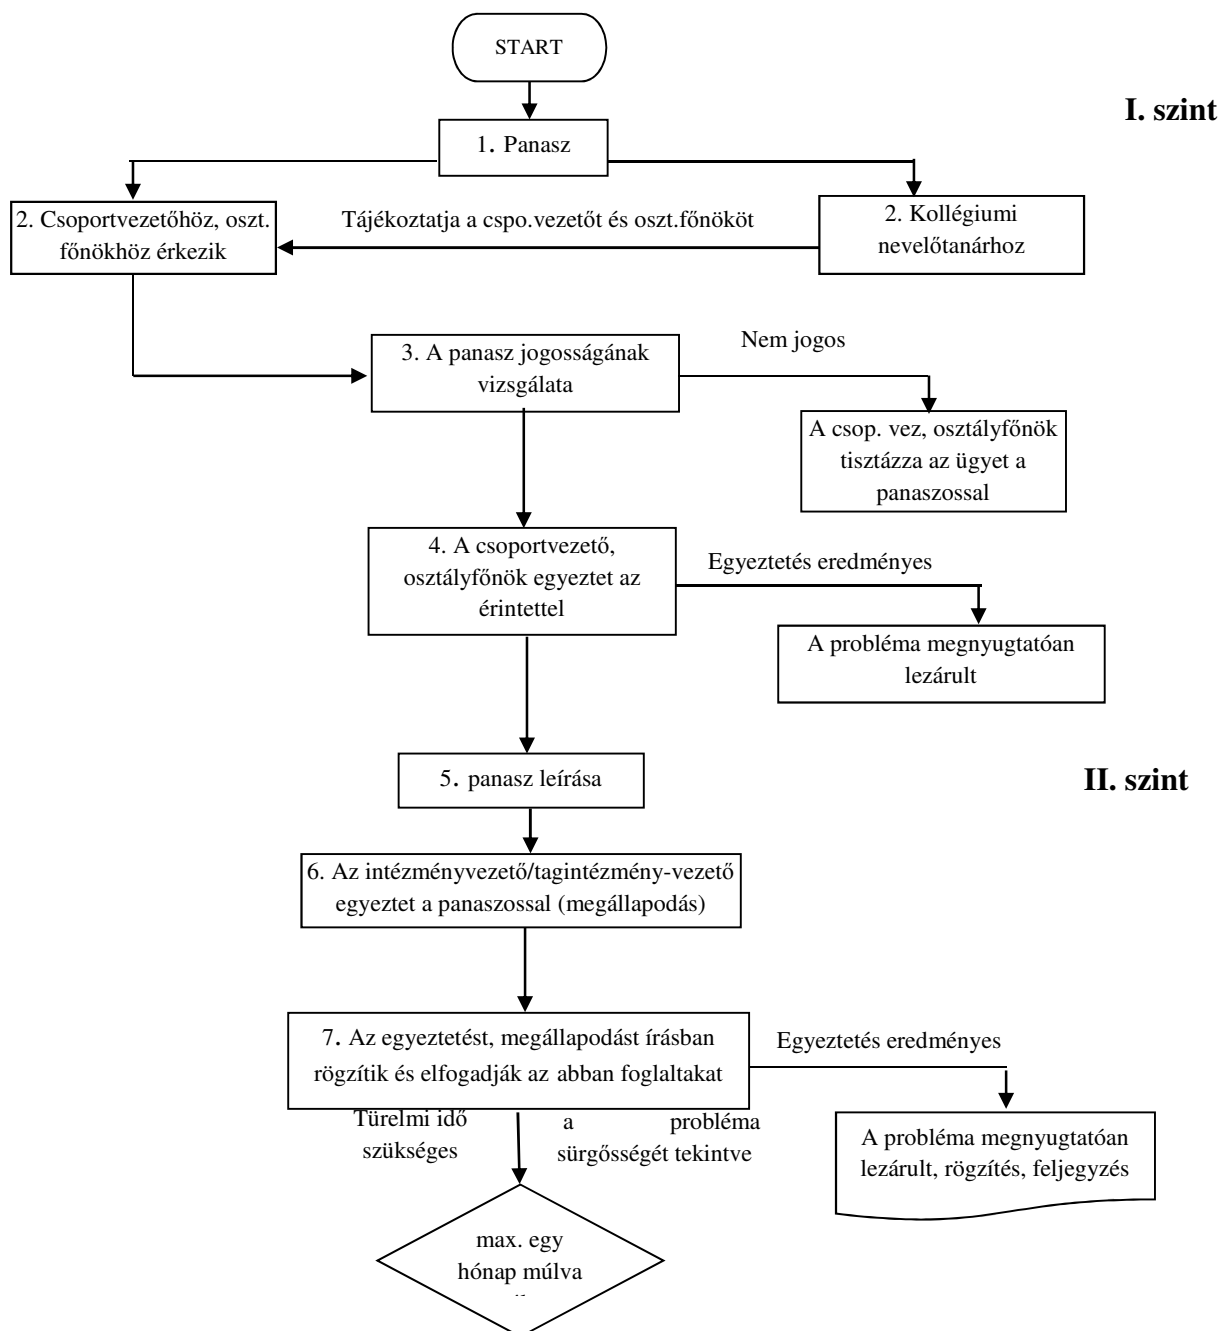 START
I. szint
1. Panasz
2. Csoportvezetőhöz, oszt.
főnökhöz érkezik
Tájékoztatja a cspo.vezetőt és oszt.főnököt
2. Kollégiumi
nevelőtanárhoz
3. A panasz jogosságának
vizsgálata
Nem jogos
A csop. vez, osztályfőnök
tisztázza az ügyet a
panaszossal
4. A csoportvezető,
osztályfőnök egyeztet az
érintettel
Egyeztetés eredményes
A probléma megnyugtatóan
lezárult
5. panasz leírása
II. szint
6. Az intézményvezető/tagintézmény-vezető
egyeztet a panaszossal (megállapodás)
7. Az egyeztetést, megállapodást írásban
rögzítik és elfogadják az abban foglaltakat
Egyeztetés eredményes
Türelmi idő
szükséges
a probléma
sürgősségét tekintve
A probléma megnyugtatóan
lezárult, rögzítés, feljegyzés
max. egy
hónap múlva